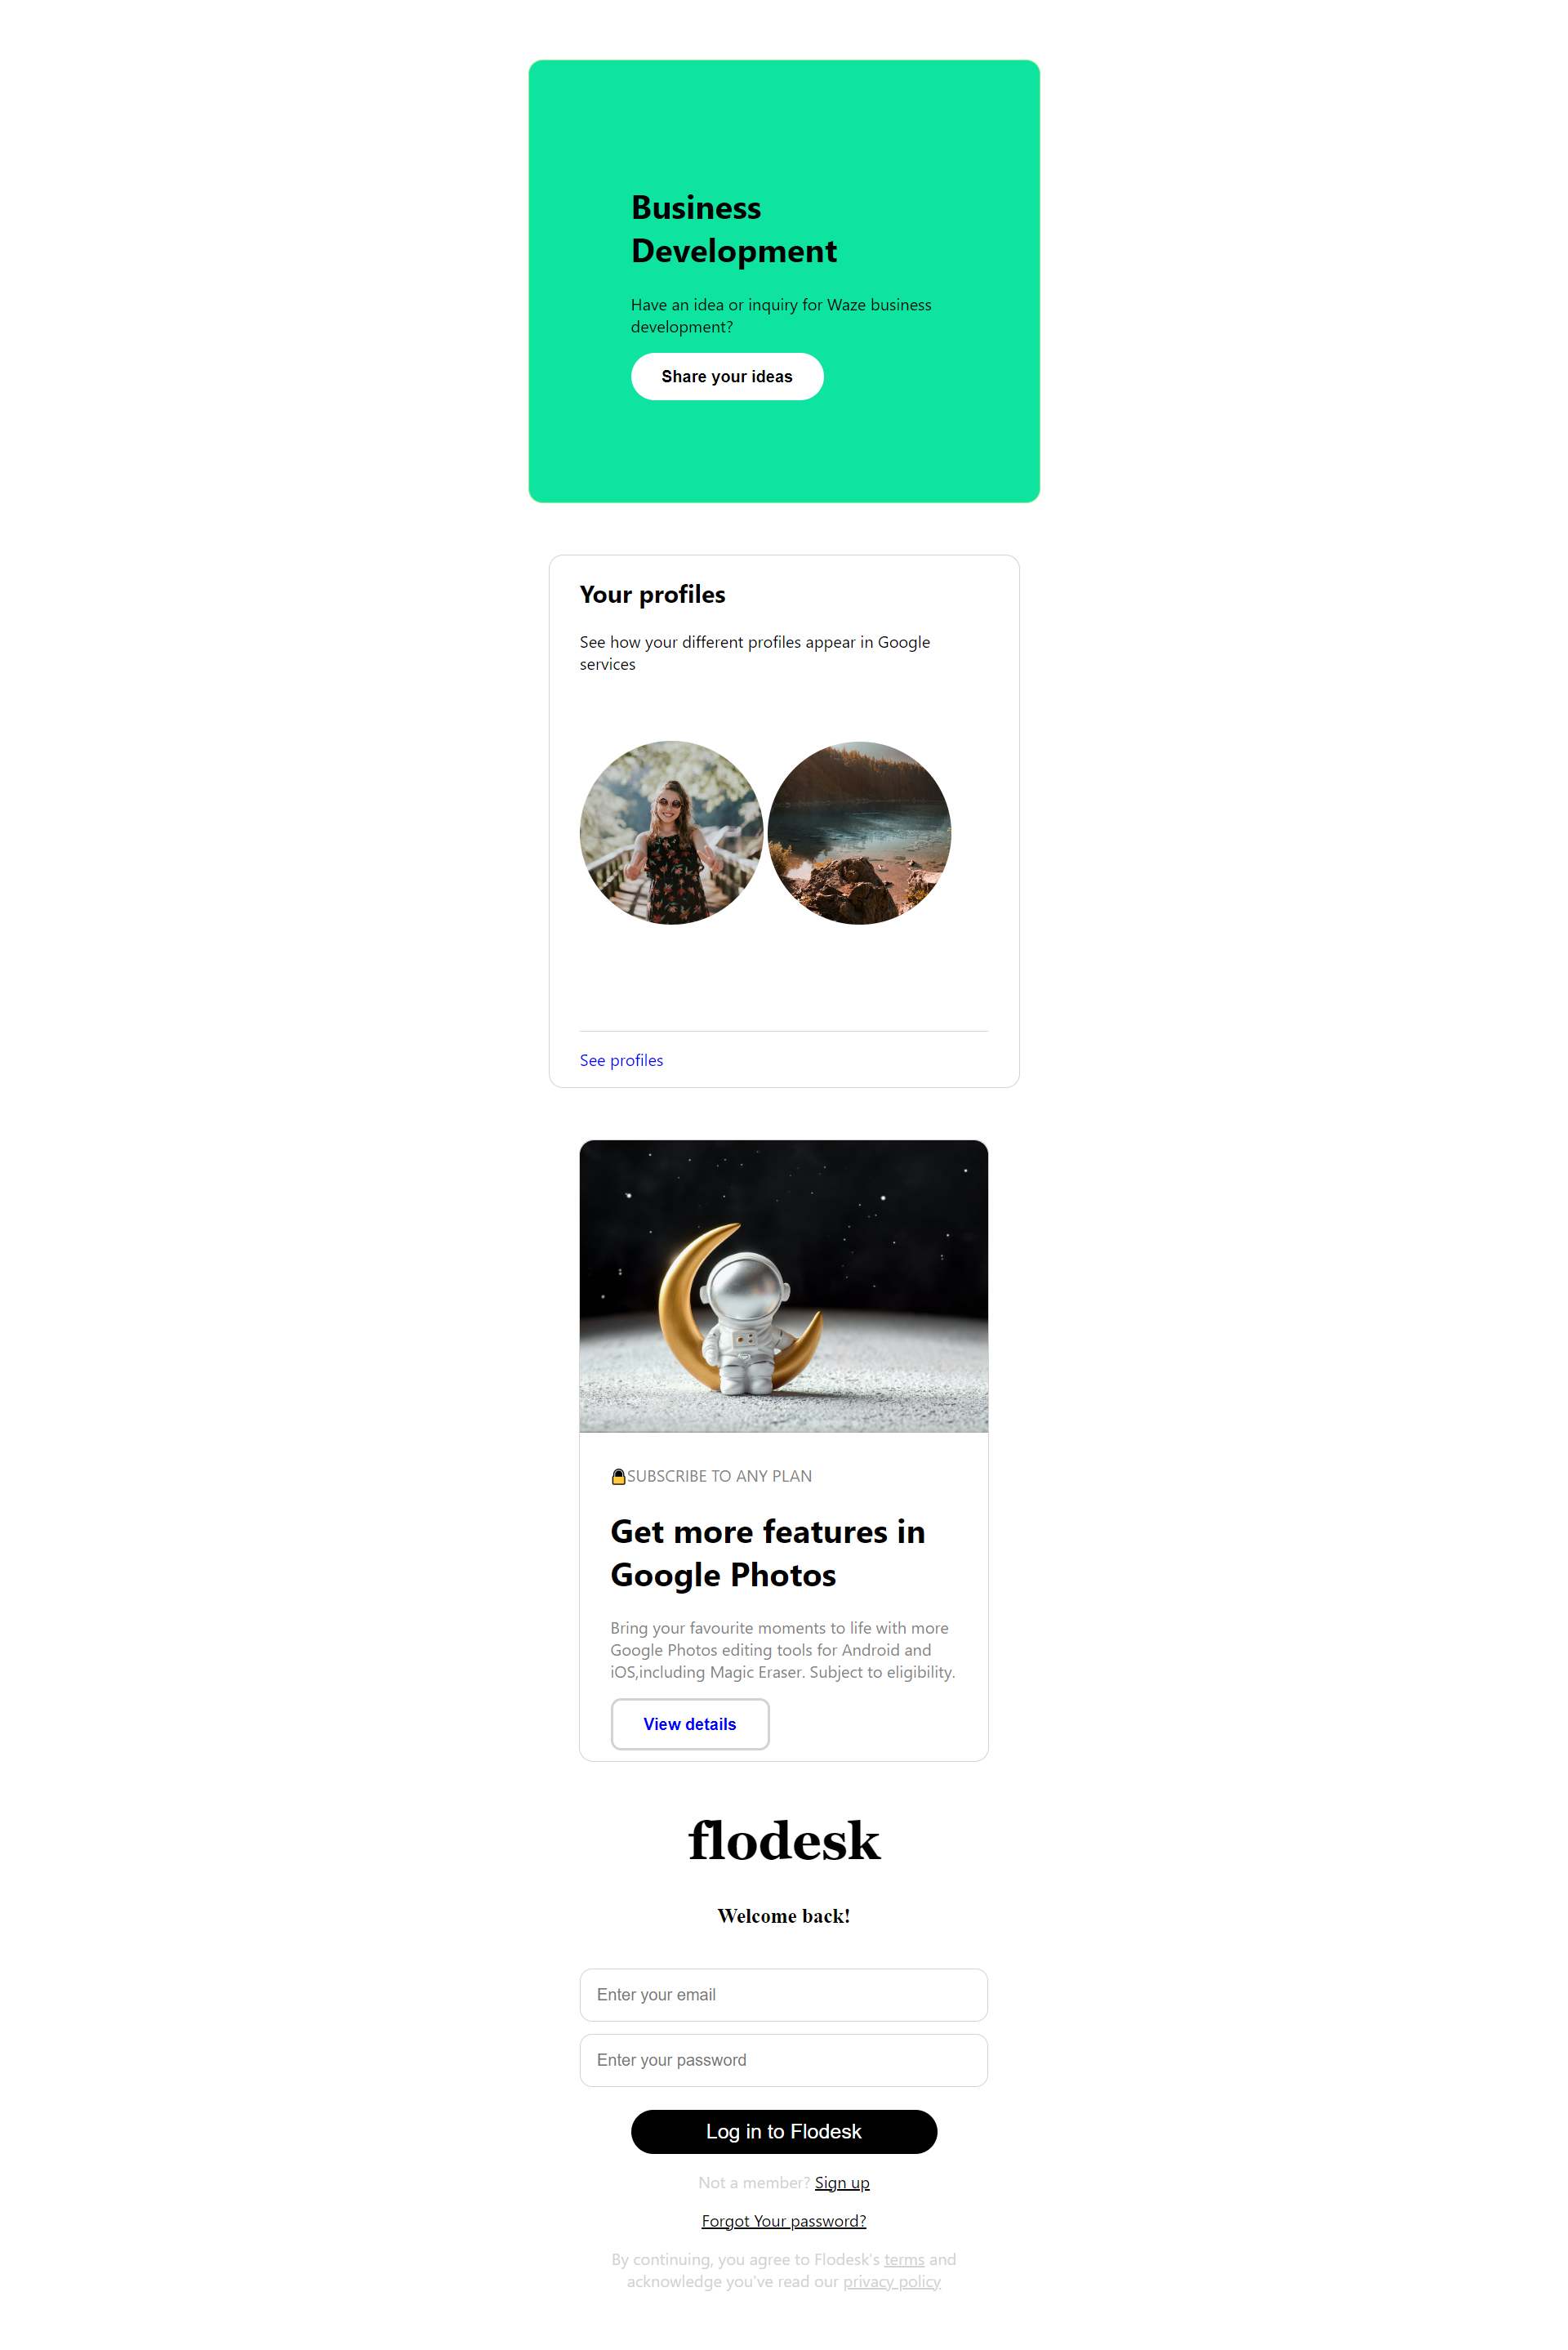 Business
Development
Have an idea or inquiry for Waze business
development?
Share your ideas
Your profiles
See how your different profiles appear in Google
services
See profiles
🔒SUBSCRIBE TO ANY PLAN
Get more features in
Google Photos
Bring your favourite moments to life with more
Google Photos editing tools for Android and
iOS,including Magic Eraser. Subject to eligibility.
View details
flodesk
Welcome back!
Enter your email
Enter your password
Log in to Flodesk
Not a member? Sign up
Forgot Your password?
By continuing, you agree to Flodesk's terms and
acknowledge you've read our privacy policy